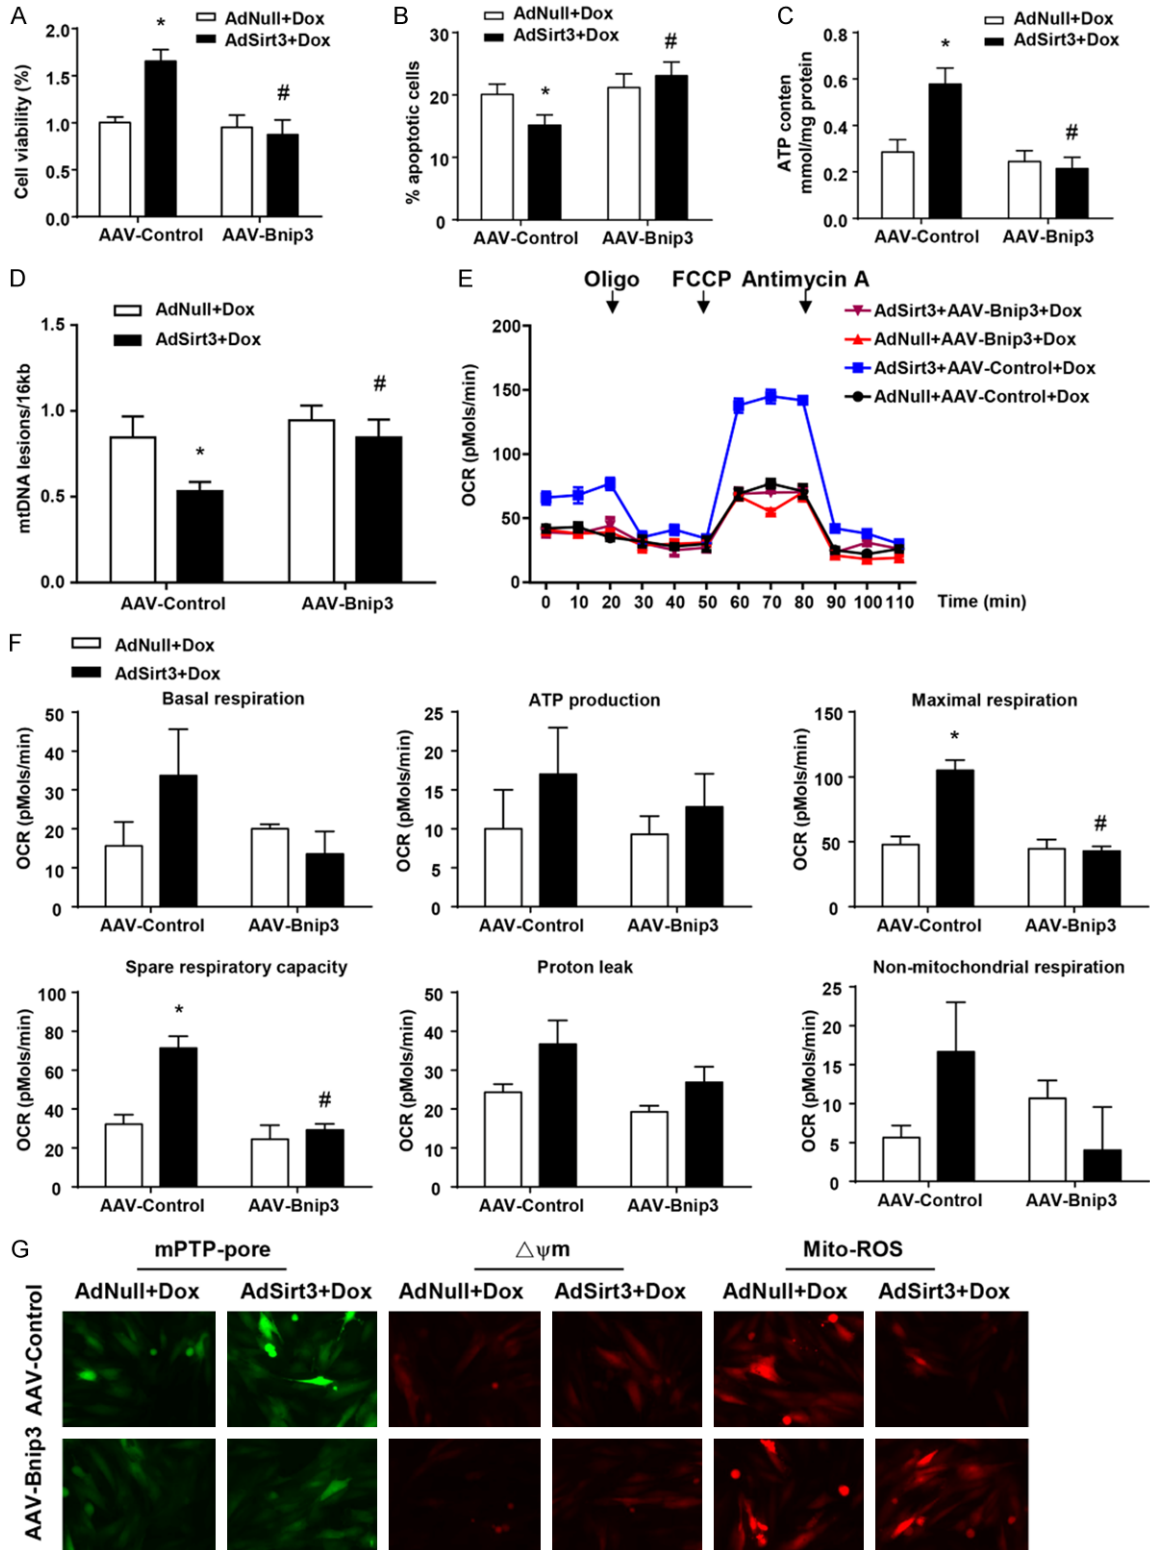 A
AdNull+Dox
AdSirt3+Dox
Cell viability (%)
2.0
1.5
1.0
0.5
0.0
*
#
AAV-Control AAV-Bnip3
B
AdNull+Dox
AdSirt3+Dox
% apoptotic cells
30
20
10
0
*
#
AAV-Control AAV-Bnip3
C
AdNull+Dox
AdSirt3+Dox
ATP conten
mmol/mg protein
0.8
0.6
0.4
0.2
0.0
*
#
AAV-Control AAV-Bnip3
D
AdNull+Dox
AdSirt3+Dox
mtDNA lesions/16kb
1.5
1.0
0.5
0.0
*
#
AAV-Control AAV-Bnip3
E
Oligo FCCP Antimycin A
AdSirt3+AAV-Bnip3+Dox
AdNull+AAV-Bnip3+Dox
AdSirt3+AAV-Control+Dox
AdNull+AAV-Control+Dox
OCR (pMols/min)
200
150
100
50
0
0 10 20 30 40 50 60 70 80 90 100 110 Time (min)
F
AdNull+Dox
AdSirt3+Dox
Basal respiration
OCR (pMols/min)
50
40
30
20
10
0
AAV-Control AAV-Bnip3
ATP production
OCR (pMols/min)
25
20
15
10
5
0
AAV-Control AAV-Bnip3
Maximal respiration
OCR (pMols/min)
150
100
50
0
*
#
AAV-Control AAV-Bnip3
Spare respiratory capacity
OCR (pMols/min)
100
80
60
40
20
0
*
#
AAV-Control AAV-Bnip3
Proton leak
OCR (pMols/min)
50
40
30
20
10
0
AAV-Control AAV-Bnip3
Non-mitochondrial respiration
OCR (pMols/min)
25
20
15
10
5
0
AAV-Control AAV-Bnip3
G
mPTP-pore △ψm Mito-ROS
AdNull+Dox AdSirt3+Dox AdNull+Dox AdSirt3+Dox AdNull+Dox AdSirt3+Dox
AAV-Control
AAV-Bnip3